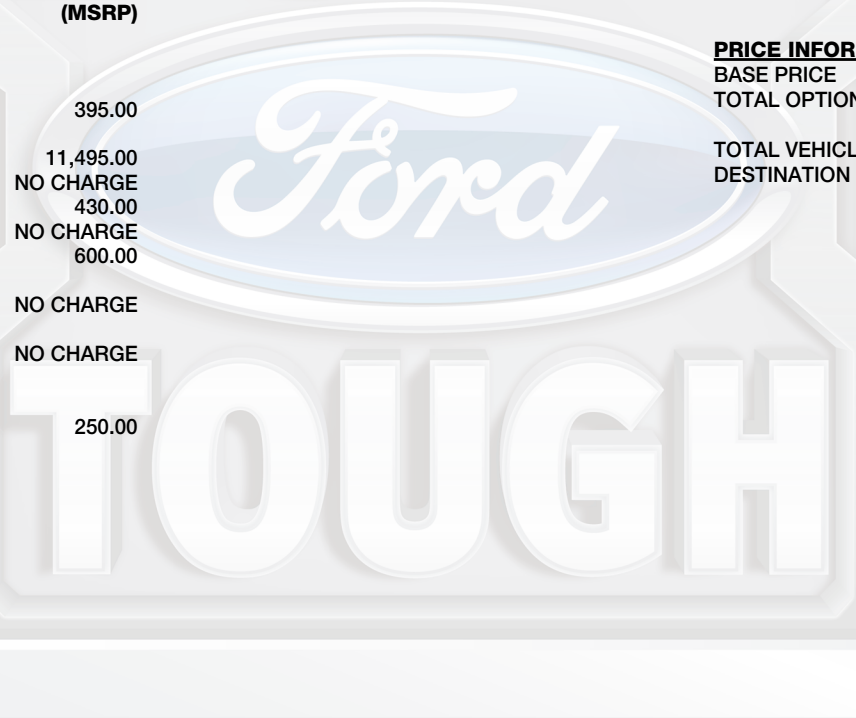 (MSRP)
395.00
11,495.00
NO CHARGE
430.00
NO CHARGE
600.00
NO CHARGE
NO CHARGE
250.00
PRICE INFOR
BASE PRICE
TOTAL OPTION
TOTAL VEHICL
DESTINATION
Ford
TOUGH